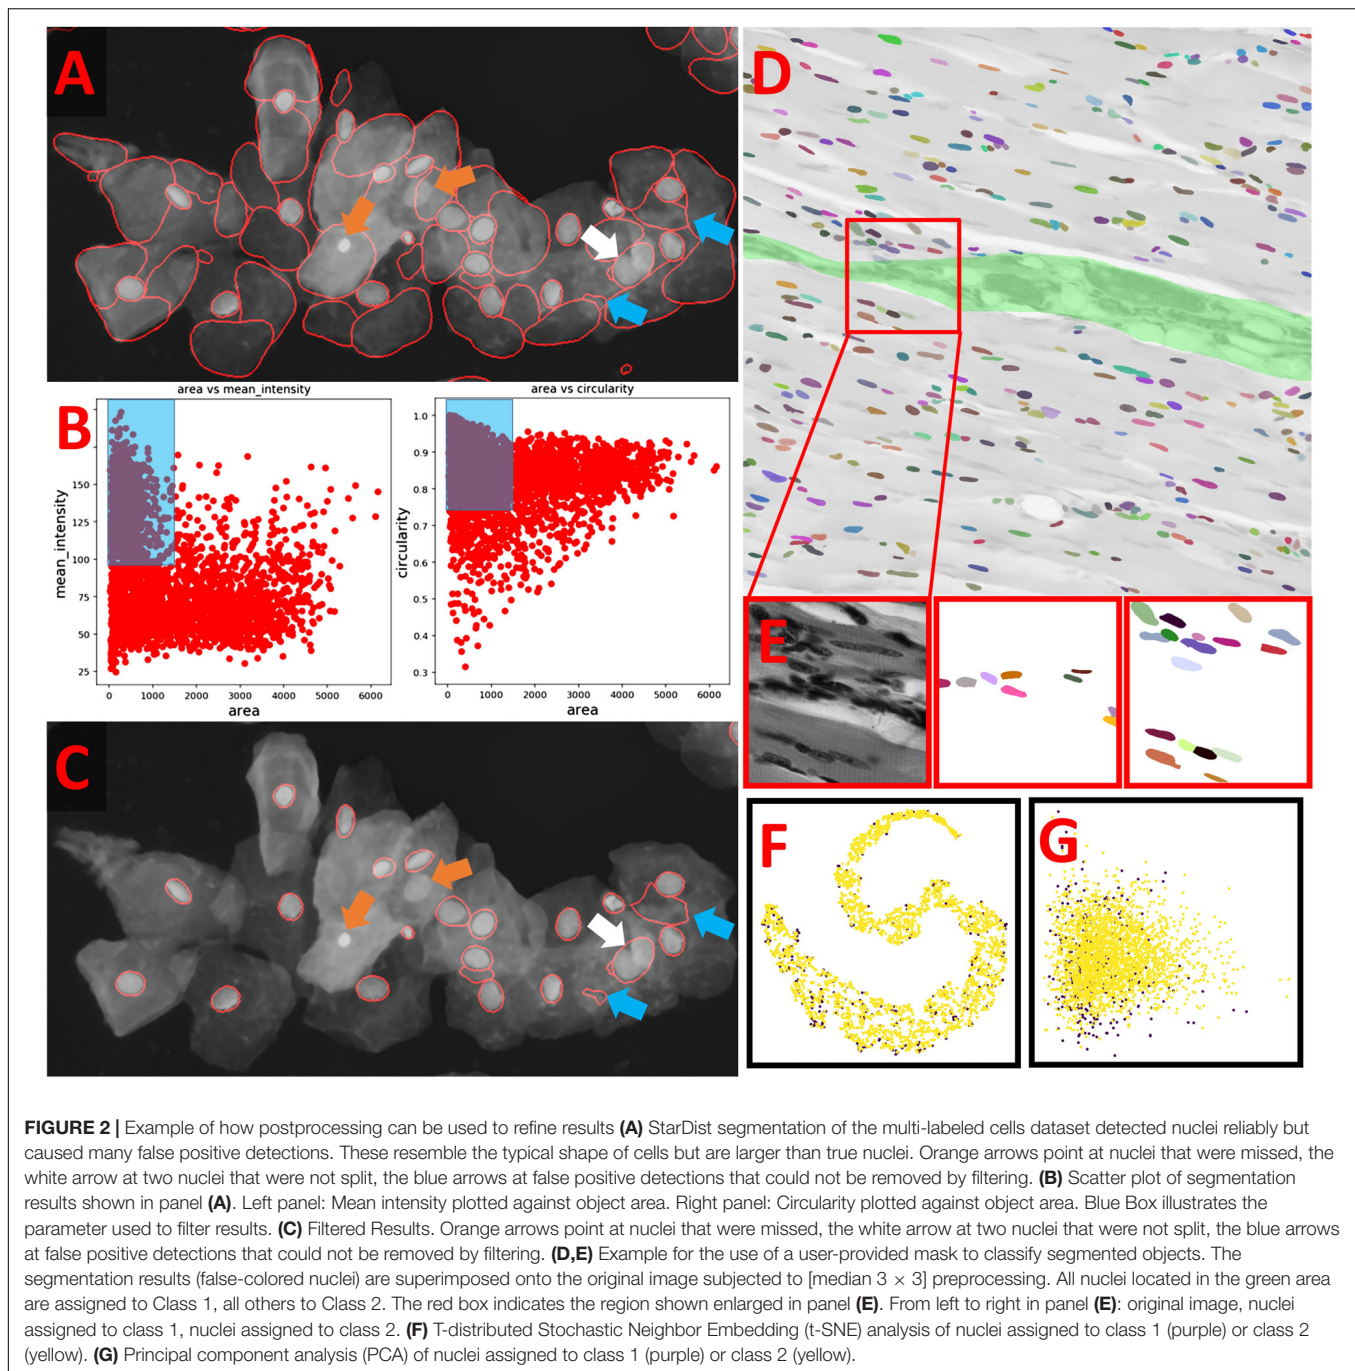 A
D
area vs mean_intensity
area vs circularity
B
mean_intensity
150
125
100
75
50
25
0
1000
2000
3000
4000
5000
6000
area
circularity
1.0
0.9
0.8
0.7
0.6
0.5
0.4
0.3
0
1000
2000
3000
4000
5000
6000
area
E
C
F
G
FIGURE 2 | Example of how postprocessing can be used to refine results (A) StarDist segmentation of the multi-labeled cells dataset detected nuclei reliably but
caused many false positive detections. These resemble the typical shape of cells but are larger than true nuclei. Orange arrows point at nuclei that were missed, the
white arrow at two nuclei that were not split, the blue arrows at false positive detections that could not be removed by filtering. (B) Scatter plot of segmentation
results shown in panel (A). Left panel: Mean intensity plotted against object area. Right panel: Circularity plotted against object area. Blue Box illustrates the
parameter used to filter results. (C) Filtered Results. Orange arrows point at nuclei that were missed, the white arrow at two nuclei that were not split, the blue arrows
at false positive detections that could not be removed by filtering. (D,E) Example for the use of a user-provided mask to classify segmented objects. The
segmentation results (false-colored nuclei) are superimposed onto the original image subjected to [median 3 × 3] preprocessing. All nuclei located in the green area
are assigned to Class 1, all others to Class 2. The red box indicates the region shown enlarged in panel (E). From left to right in panel (E): original image, nuclei
assigned to class 1, nuclei assigned to class 2. (F) T-distributed Stochastic Neighbor Embedding (t-SNE) analysis of nuclei assigned to class 1 (purple) or class 2
(yellow). (G) Principal component analysis (PCA) of nuclei assigned to class 1 (purple) or class 2 (yellow).